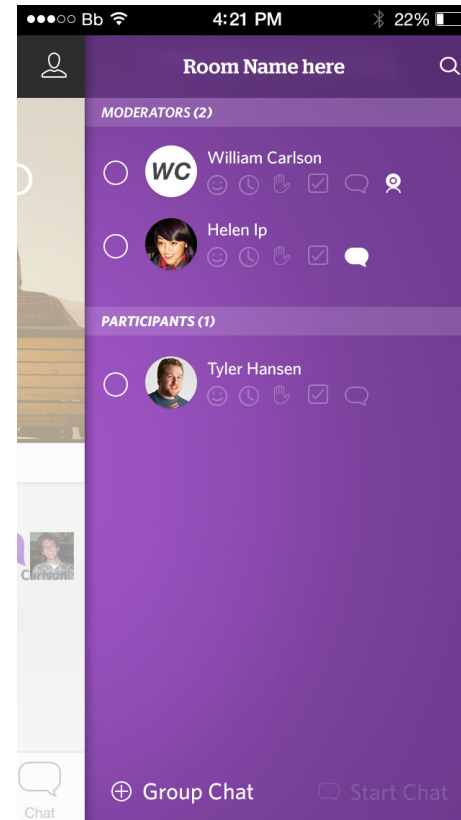 Bb 4:21 PM 22%
Room Name here
MODERATORS (2)
WC William Carlson
Helen Ip
PARTICIPANTS (1)
Tyler Hansen
Carlson
Group Chat Start Chat
Chat